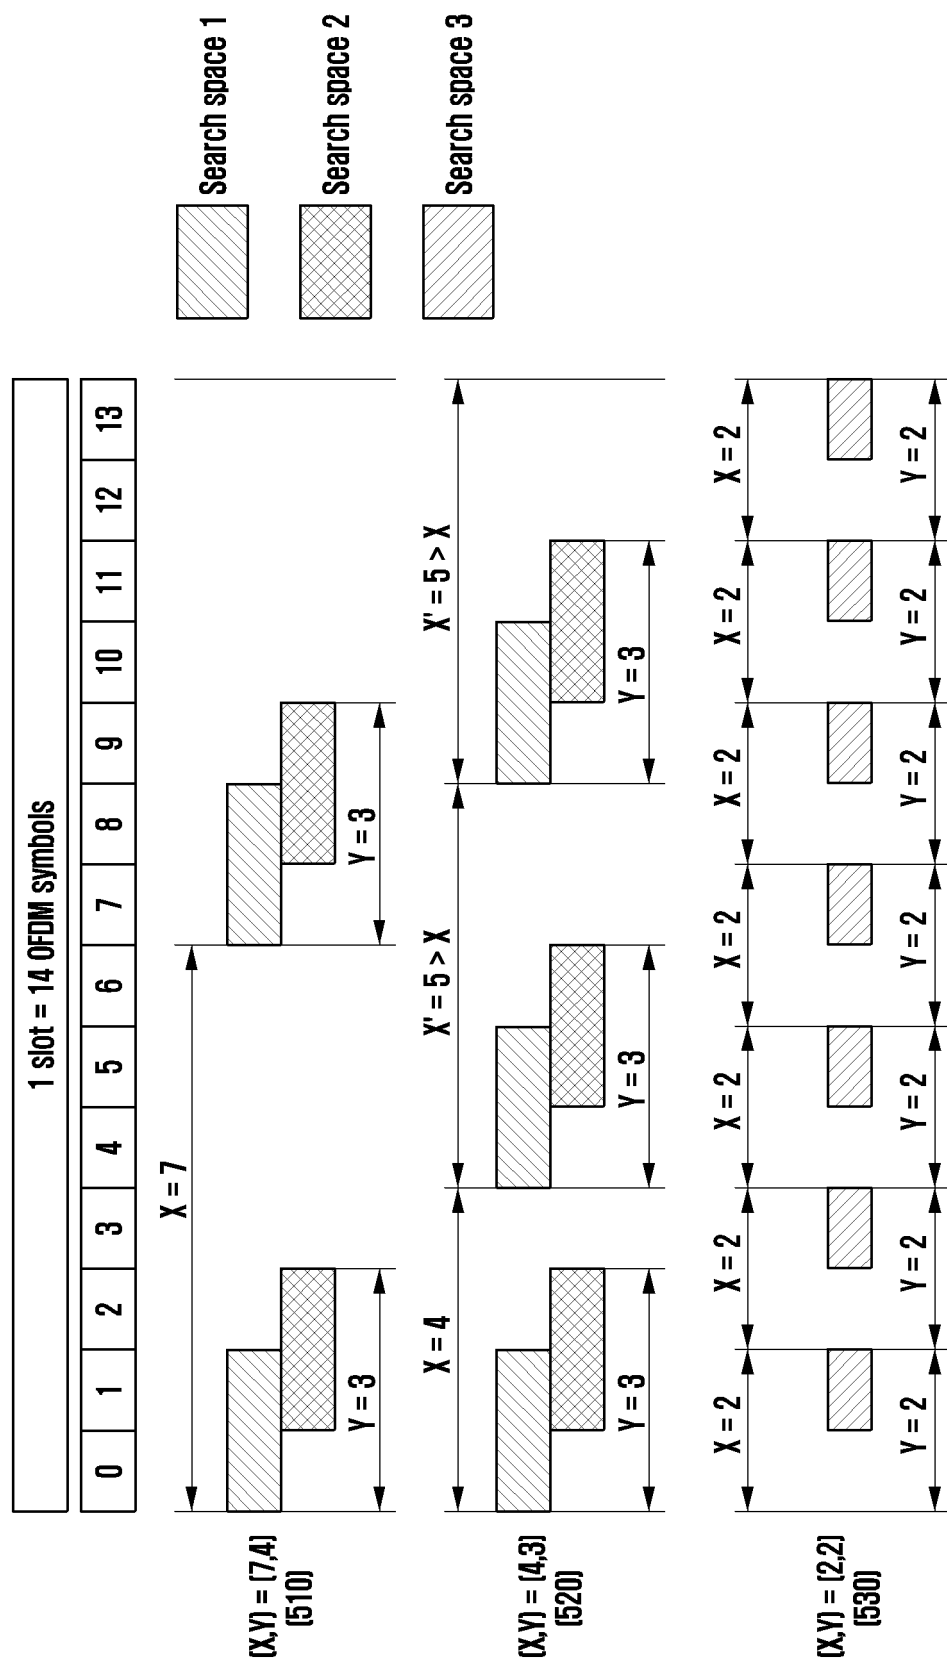 1 slot = 14 OFDM symbols
0 1 2 3 4 5 6 7 8 9 10 11 12 13
X = 7
(X,Y) = (7,4)
(510)
Y = 3
Y = 3
X = 4
X' = 5 > X
X' = 5 > X
(X,Y) = (4,3)
(520)
Y = 3
Y = 3
Y = 3
X = 2
X = 2
X = 2
X = 2
X = 2
X = 2
X = 2
(X,Y) = (2,2)
(530)
Y = 2
Y = 2
Y = 2
Y = 2
Y = 2
Y = 2
Y = 2
Search space 1
Search space 2
Search space 3